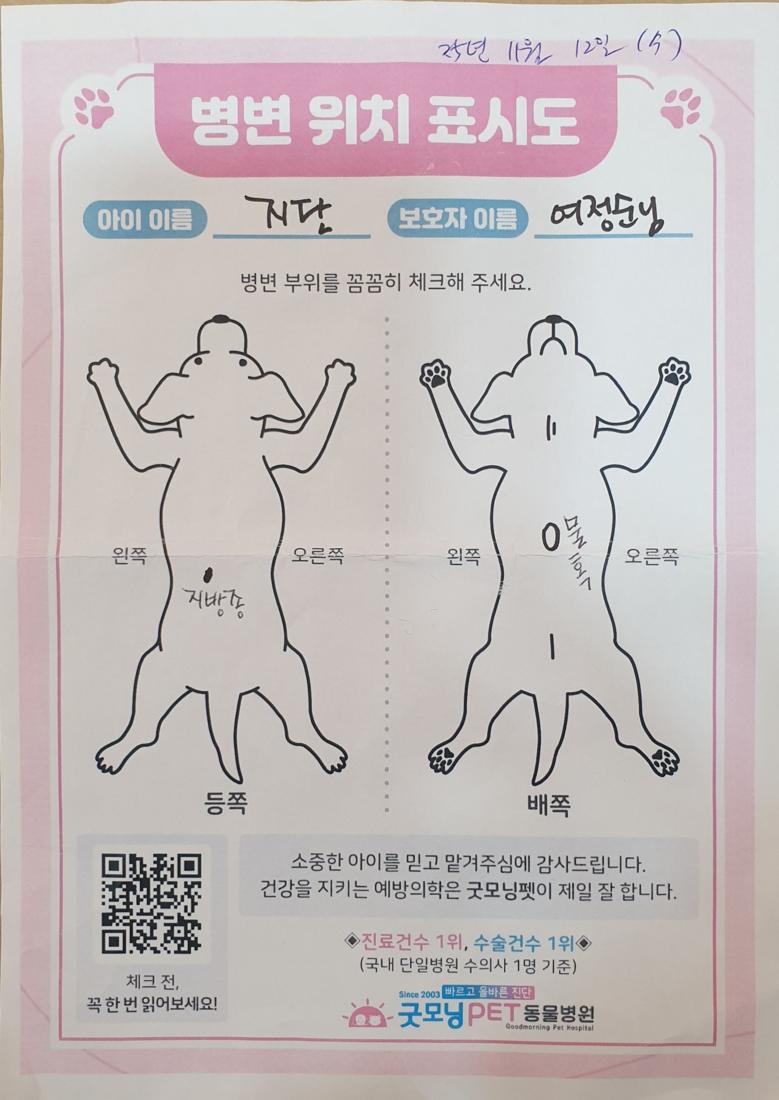 25년 11월 12일 (수)
병변 위치 표시도
아이 이름 지단 보호자 이름 여정순님
병변 부위를 꼼꼼히 체크해 주세요.
왼쪽 오른쪽 왼쪽 오른쪽
지방종
물혹
등쪽 배쪽
소중한 아이를 믿고 맡겨주심에 감사드립니다.
건강을 지키는 예방의학은 굿모닝펫이 제일 잘 합니다.
◈진료건수 1위, 수술건수 1위◈
(국내 단일병원 수의사 1명 기준)
체크 전,
꼭 한 번 읽어보세요!
Since 2003 빠르고 올바른 진단
굿모닝PET동물병원
Goodmorning Pet Hospital